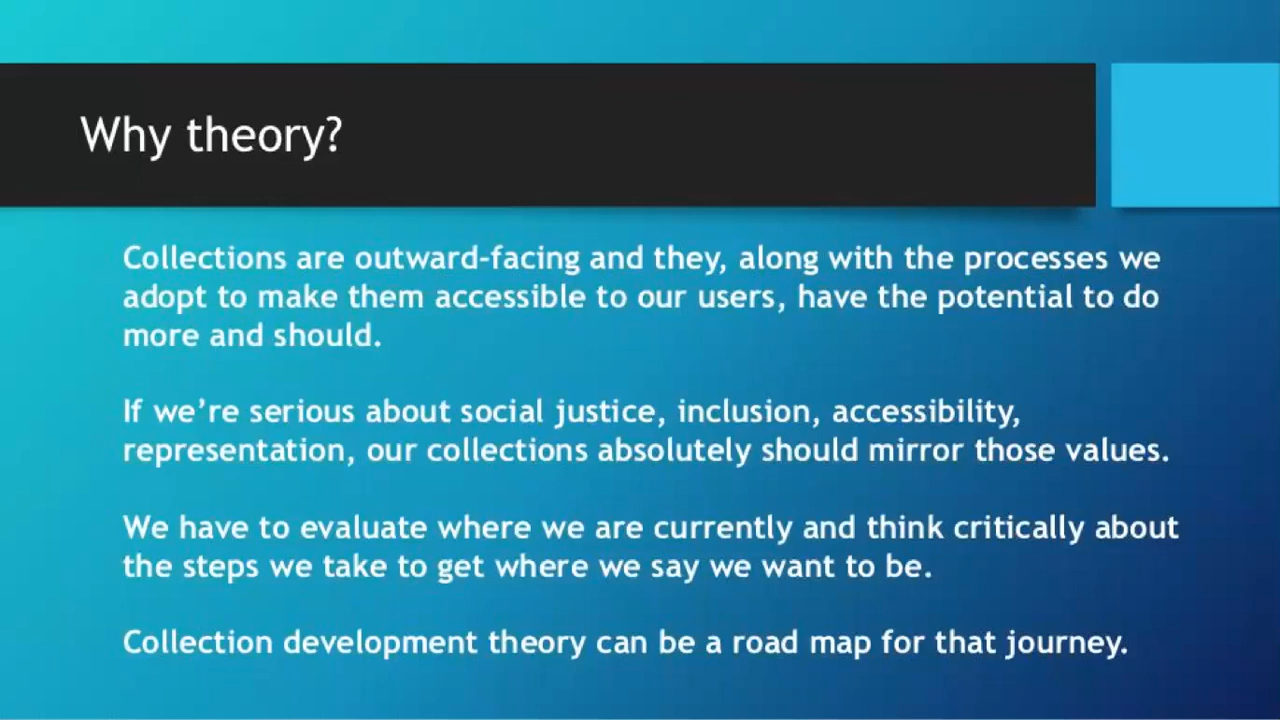 Why theory?
Collections are outward-facing and they, along with the processes we
adopt to make them accessible to our users, have the potential to do
more and should.
If we’re serious about social justice, inclusion, accessibility,
representation, our collections absolutely should mirror those values.
We have to evaluate where we are currently and think critically about
the steps we take to get where we say we want to be.
Collection development theory can be a road map for that journey.